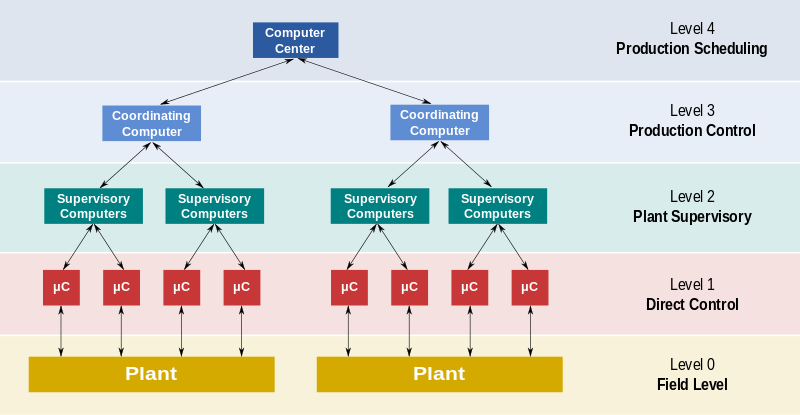 Computer
Center
Level 4
Production Scheduling
Coordinating
Computer
Coordinating
Computer
Level 3
Production Control
Supervisory
Computers
Supervisory
Computers
Supervisory
Computers
Supervisory
Computers
Level 2
Plant Supervisory
µC
µC
µC
µC
µC
µC
µC
µC
Level 1
Direct Control
Plant
Plant
Level 0
Field Level